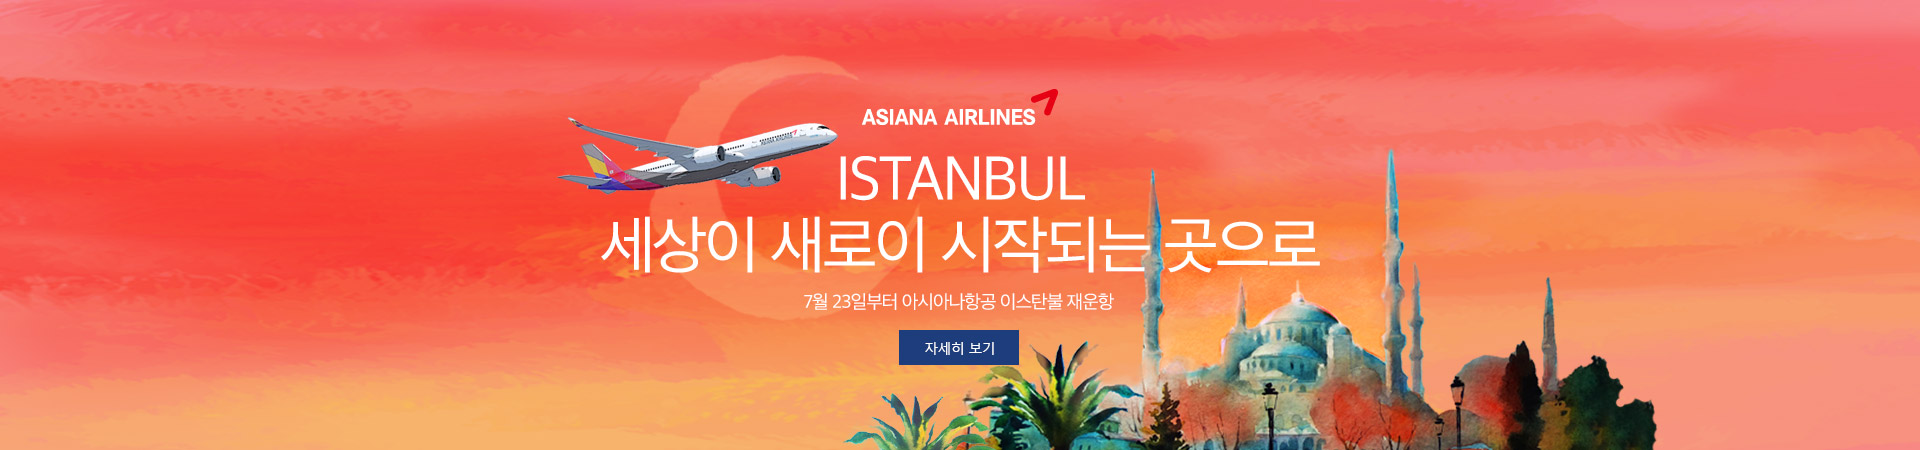 ASIANA AIRLINES
ISTANBUL
세상이 새로이 시작되는 곳으로
7월 23일부터 아시아나항공 이스탄불 재운항
자세히 보기